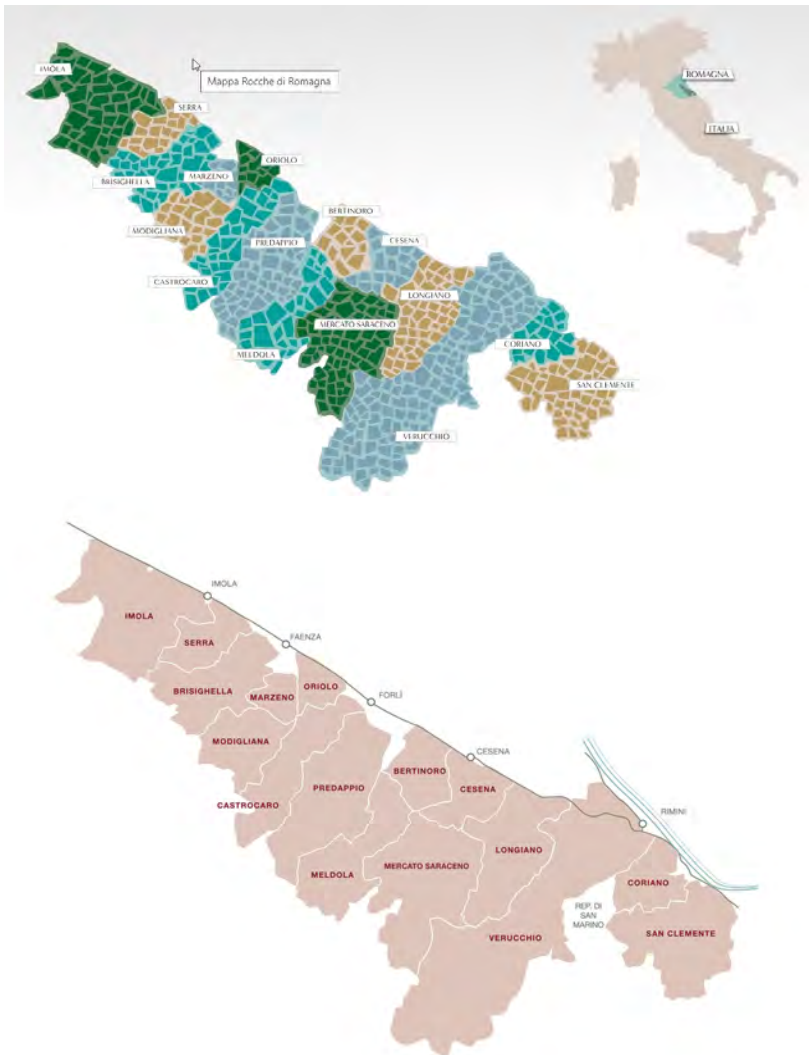 IMOLA
Mappa Rocche di Romagna
ROMAGNA
SERRA
ITALIA
ORIOLO
MARZENO
BRISIGHELLA
BERTINORO
MODIGLIANA
PREDAPPIO
CESENA
CASTROCARO
LONGIANO
MERCATO SARACENO
CORIANO
MELDOLA
SAN CLEMENTE
VERUCCHIO
IMOLA
IMOLA
FAENZA
SERRA
ORIOLO
BRISIGHELLA
MARZENO
FORLÌ
MODIGLIANA
CESENA
BERTINORO
PREDAPPIO
CESENA
CASTROCARO
RIMINI
LONGIANO
MERCATO SARACENO
MELDOLA
CORIANO
REP. DI
SAN
MARINO
SAN CLEMENTE
VERUCCHIO